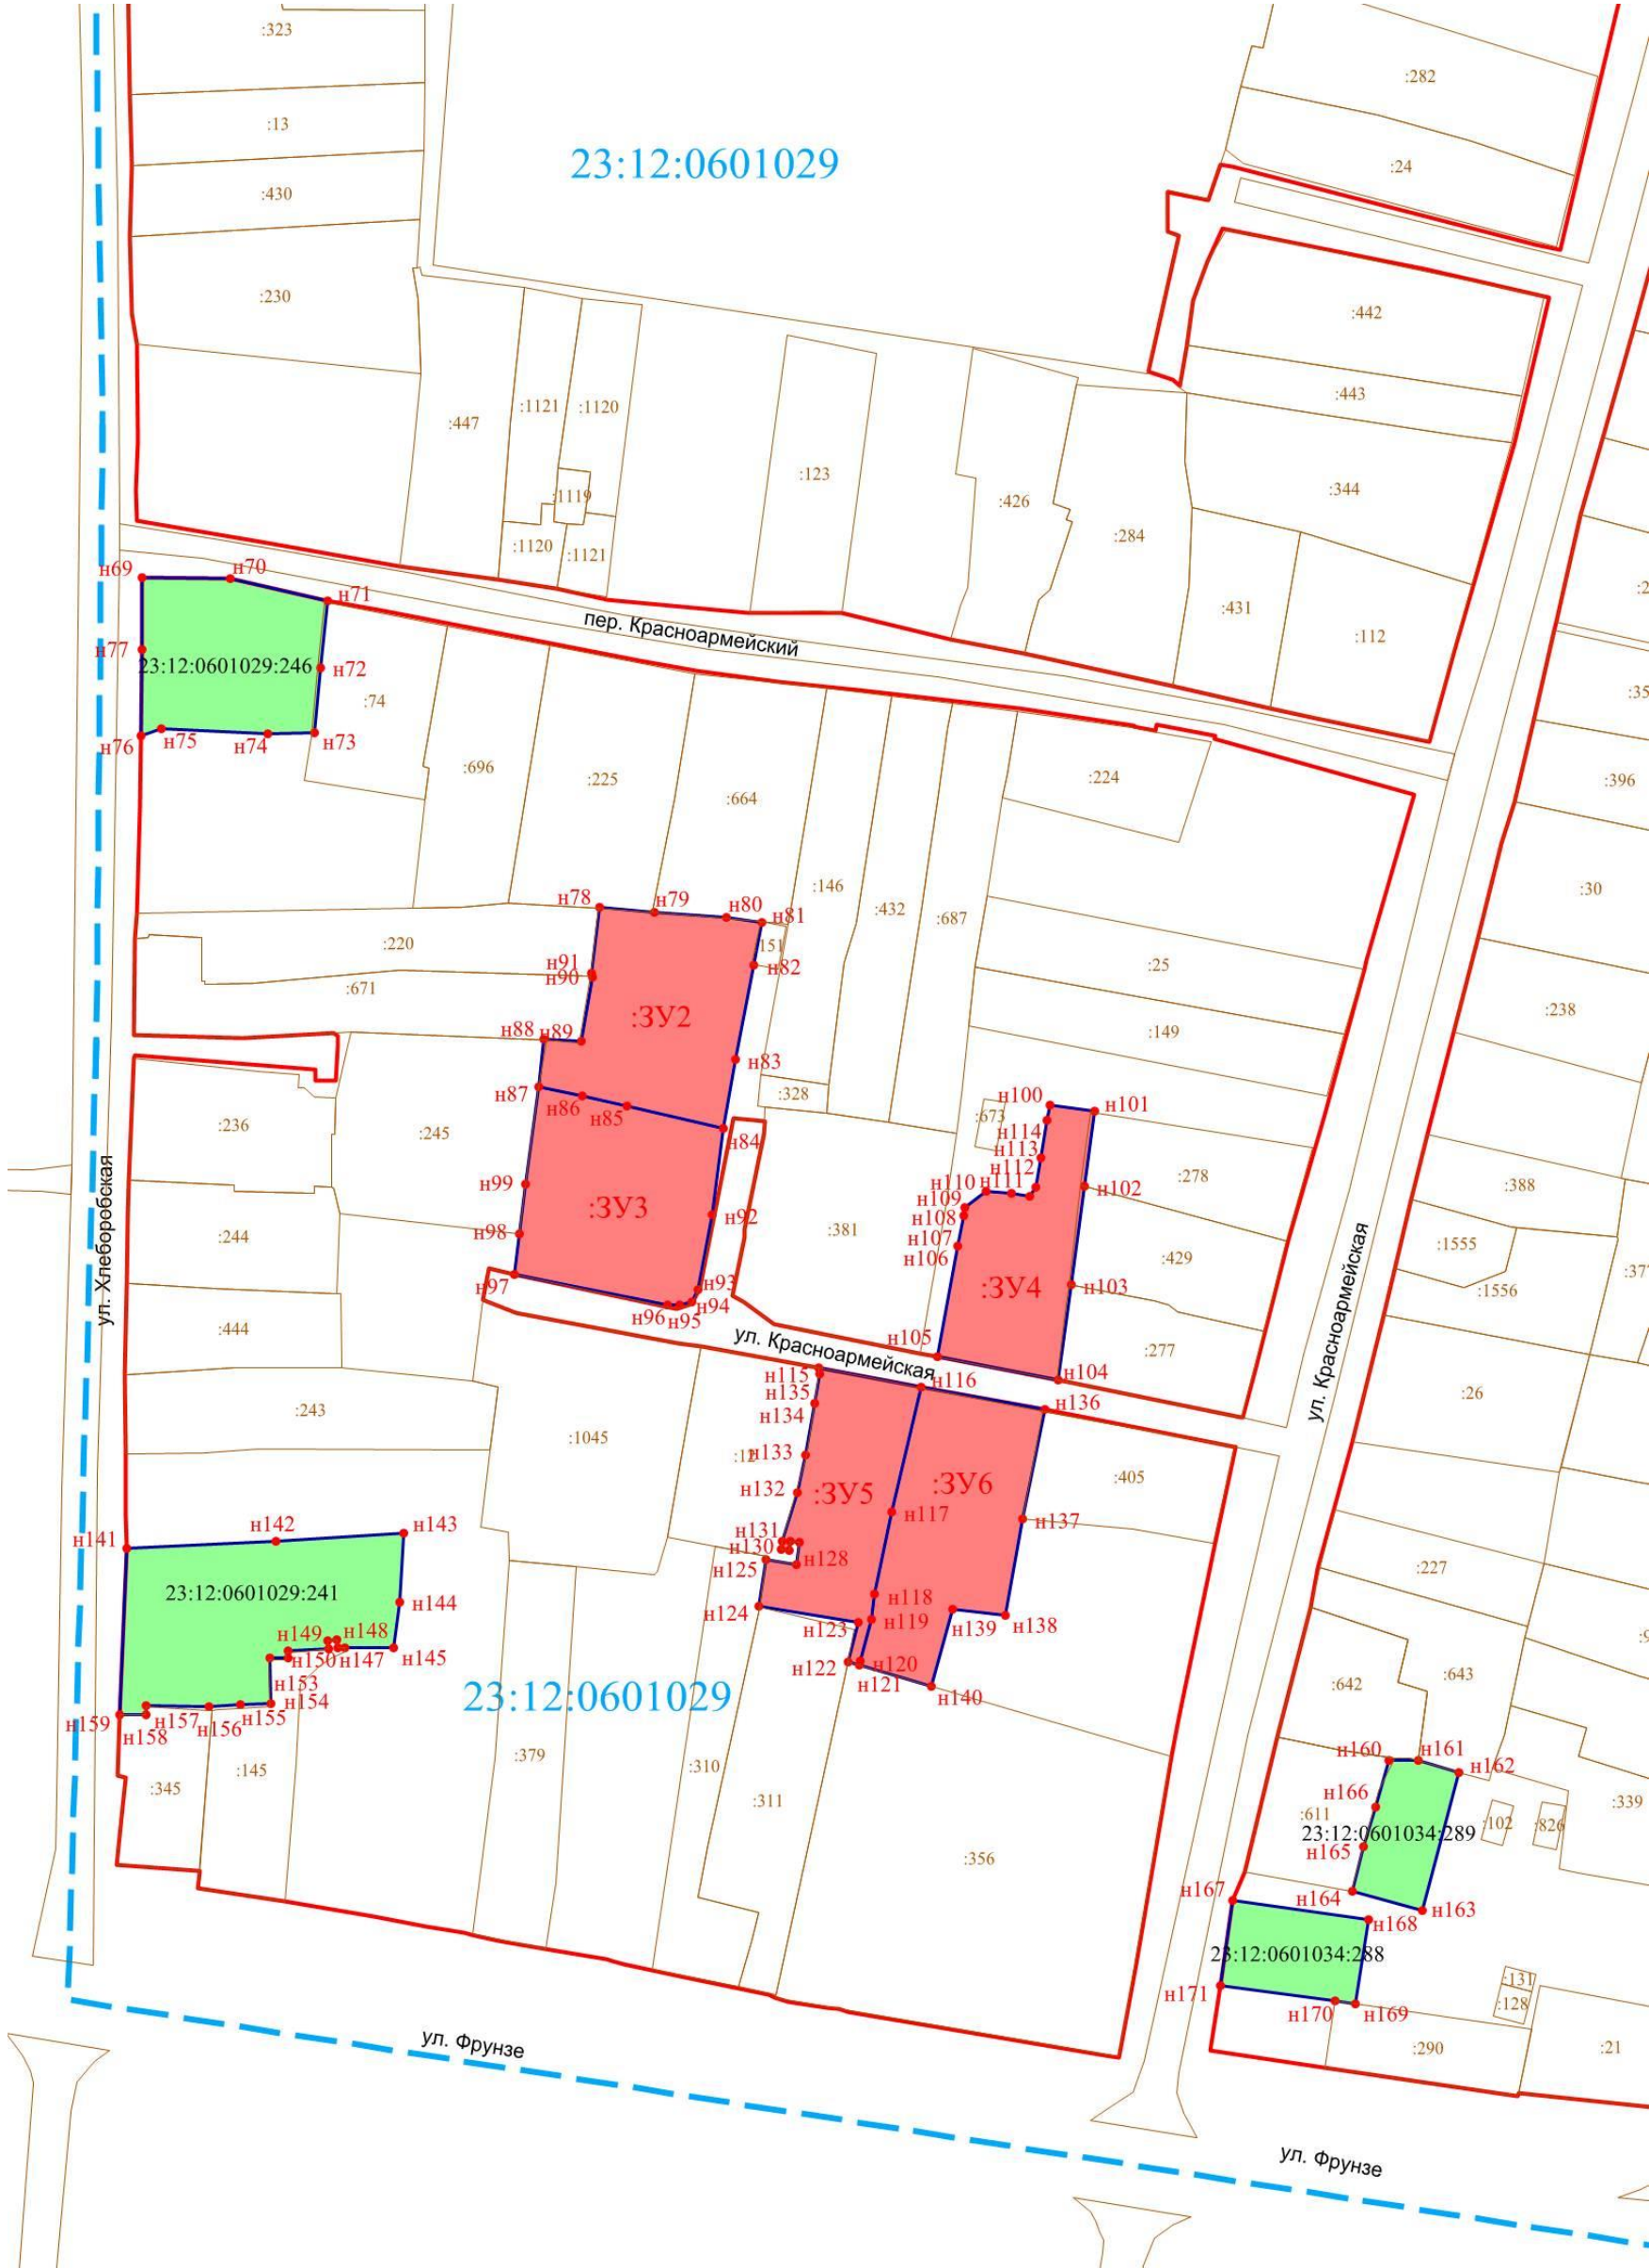 :323
:282
:13
23:12:0601029
:24
:430
:230
:442
:443
:1121
:1120
:447
:123
:344
:1119
:426
:284
:1120
:1121
н69
н70
н71
:431
пер. Красноармейский
:112
н77
23:12:0601029:246
н72
:74
н76
н75
н74
н73
:696
:225
:664
:224
:396
:146
:30
н78
н79
н80
н81
:432
:687
:220
151
н91
н90
н82
:25
:671
:238
:ЗУ2
н88
н89
:149
н83
н87
:328
н86
н85
н100
н101
:673
:236
:245
н84
н114
н113
н112
:278
н110
н111
н102
:388
н99
н109
:ЗУ3
н108
н92
:381
н98
:244
н107
н106
:429
:1555
ул. Хлеборобская
ул. Красноармейская
н97
н93
:ЗУ4
н103
:1556
н94
н96
н95
:444
ул. Красноармейская
н105
:277
н115
н104
н116
н135
:26
н136
:243
н134
:1045
н133
:405
н132
:ЗУ5
:ЗУ6
н117
н137
н142
н143
н131
н141
н130
н128
н125
:227
23:12:0601029:241
н144
н118
н124
н138
н119
н123
н139
н149
н148
н150
н147
н145
н122
н120
н121
:643
:642
н153
23:12:0601029
н154
н140
н159
н157
н155
н158
н156
:379
н160
н161
:310
:145
н162
:345
н166
:311
:339
:611
:102
:826
23:12:0601034:289
н165
:356
н167
н164
н163
н168
23:12:0601034:288
:131
н171
:128
н170
н169
ул. Фрунзе
:290
:21
ул. Фрунзе